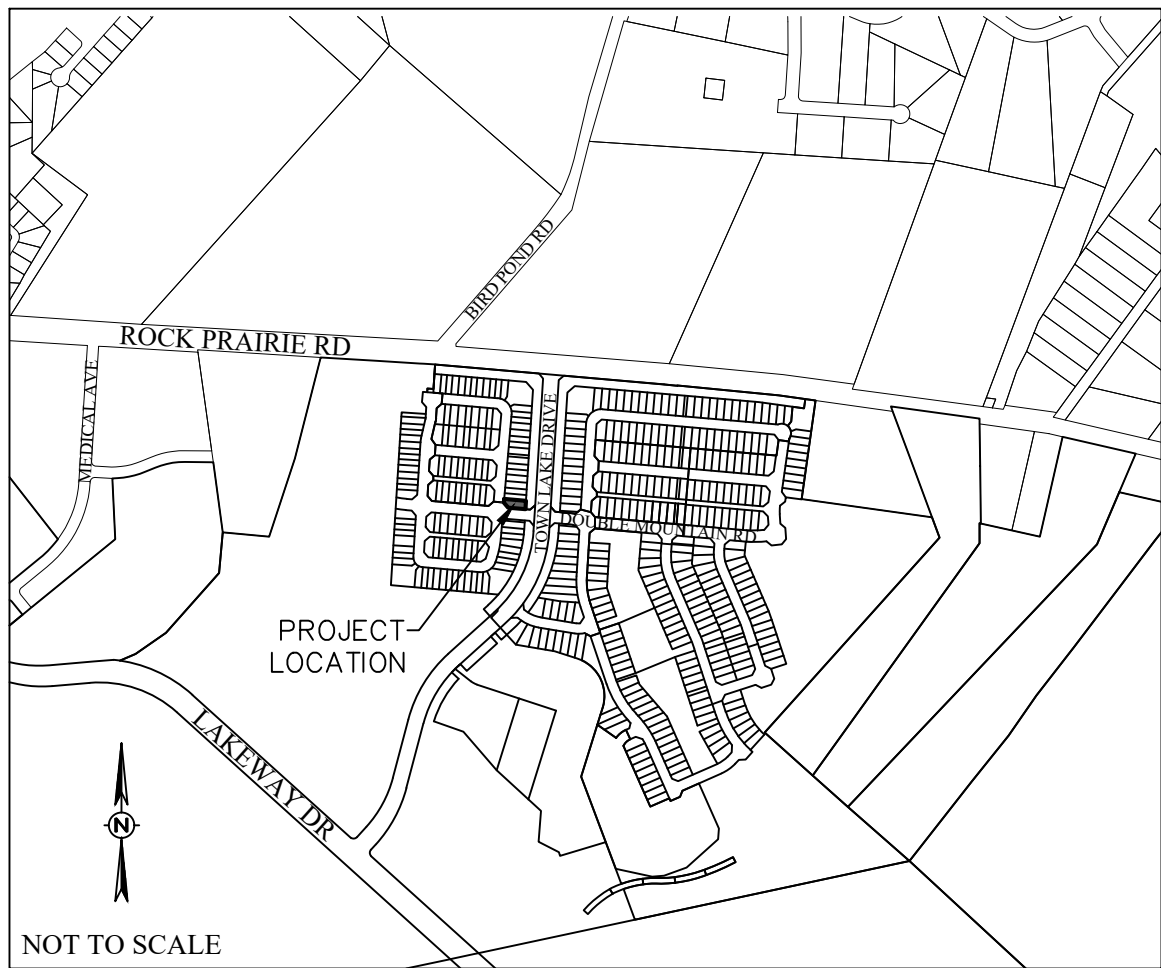 BIRD POND RD
ROCK PRAIRIE RD
MEDICAL AVE
TOWN LAKE DRIVE
DOUBLE MOUNTAIN RD
PROJECT
LOCATION
LAKEWAY DR
N
NOT TO SCALE